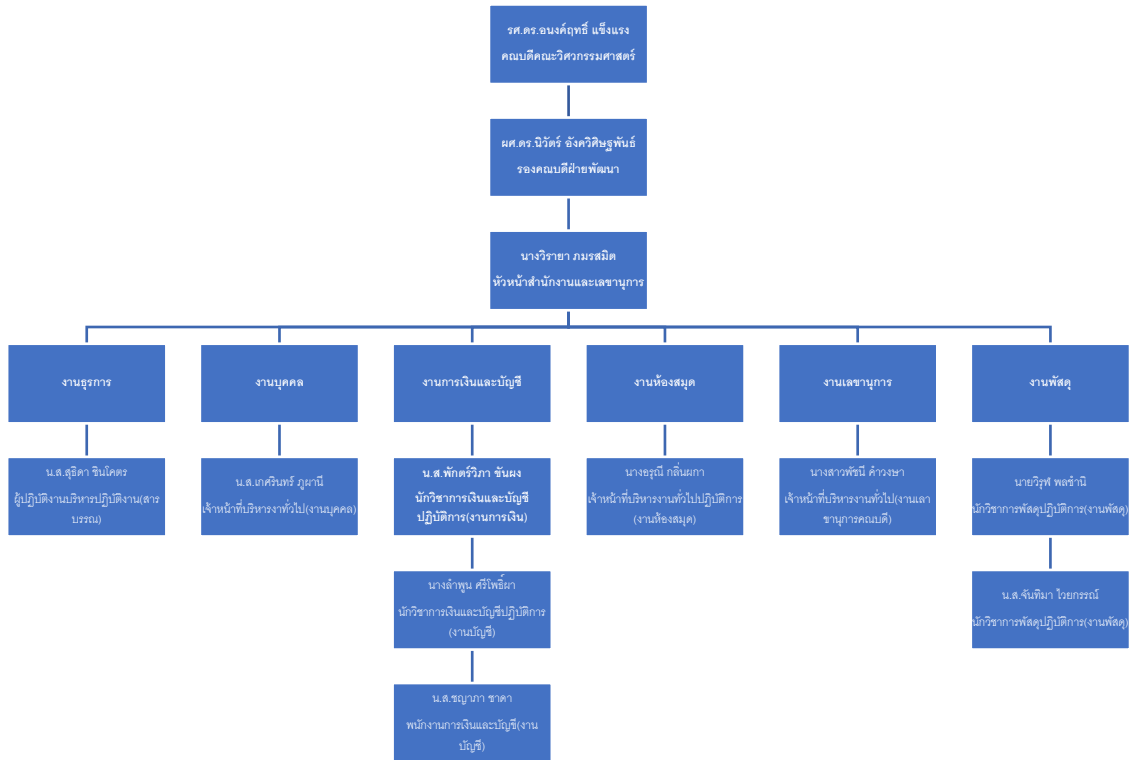 รศ.ดร.อนงค์ฤทธิ์ แข็งแรง
คณบดีคณะวิศวกรรมศาสตร์
ผศ.ดร.นิวัตร์ อังควิศิษฐพันธ์
รองคณบดีฝ่ายพัฒนา
นางวิรายา ภมรสมิต
หัวหน้าสำนักงานและเลขานุการ
งานธุรการ
งานบุคคล
งานการเงินและบัญชี
งานห้องสมุด
งานเลขานุการ
งานพัสดุ
น.ส.สุธิดา ชินโคตร
ผู้ปฏิบัติงานบริหารปฏิบัติงาน(สาร
บรรณ)
น.ส.เกศรินทร์ ภูผานี
เจ้าหน้าที่บริหารงาทั่วไป(งานบุคคล)
น.ส.พักตร์วิภา ขันผง
นักวิชาการเงินและบัญชี
ปฏิบัติการ(งานการเงิน)
นางอรุณี กลิ่นผกา
เจ้าหน้าที่บริหารงานทั่วไปปฏิบัติการ
(งานห้องสมุด)
นางสาวพัชนี คำวงษา
เจ้าหน้าที่บริหารงานทั่วไป(งานเลา
ขานุการคณบดี)
นายวิรุฬ พลชำนิ
นักวิชาการพัสดุปฏิบัติการ(งานพัสดุ)
นางลำพูน ศรีโพธิ์ผา
นักวิชาการเงินและบัญชีปฏิบัติการ
(งานบัญชี)
น.ส.จันทิมา ไวยกรรณ์
นักวิชาการพัสดุปฏิบัติการ(งานพัสดุ)
น.ส.ชญาภา ชาดา
พนักงานการเงินและบัญชี(งาน
บัญชี)